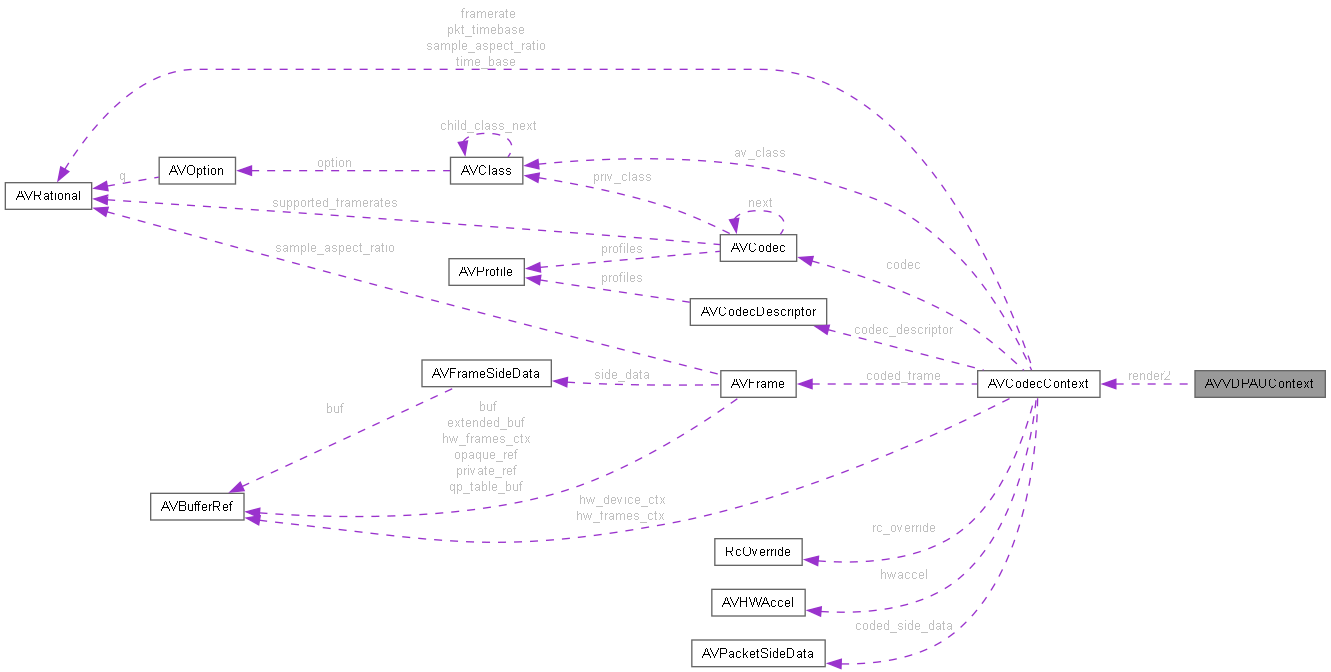 framerate
pkt_timebase
sample_aspect_ratio
time_base
child_class_next
av_class
option
AVOption
AVClass
q
priv_class
AVRational
supported_framerates
next
sample_aspect_ratio
profiles
AVCodec
codec
AVProfile
profiles
AVCodecDescriptor
codec_descriptor
AVFrameSideData
side_data
AVFrame
coded_frame
AVCodecContext
render2
AVVDPAUContext
buf
buf
extended_buf
hw_frames_ctx
opaque_ref
private_ref
qp_table_buf
AVBufferRef
hw_device_ctx
hw_frames_ctx
rc_override
RcOverride
hwaccel
AVHWAccel
coded_side_data
AVPacketSideData